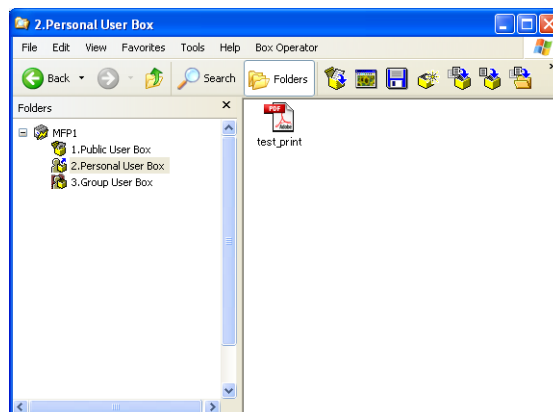 2.Personal User Box
File Edit View Favorites Tools Help Box Operator
Back Search Folders
Folders
MFP1
1.Public User Box
2.Personal User Box
3.Group User Box
PDF
Adobe
test_print